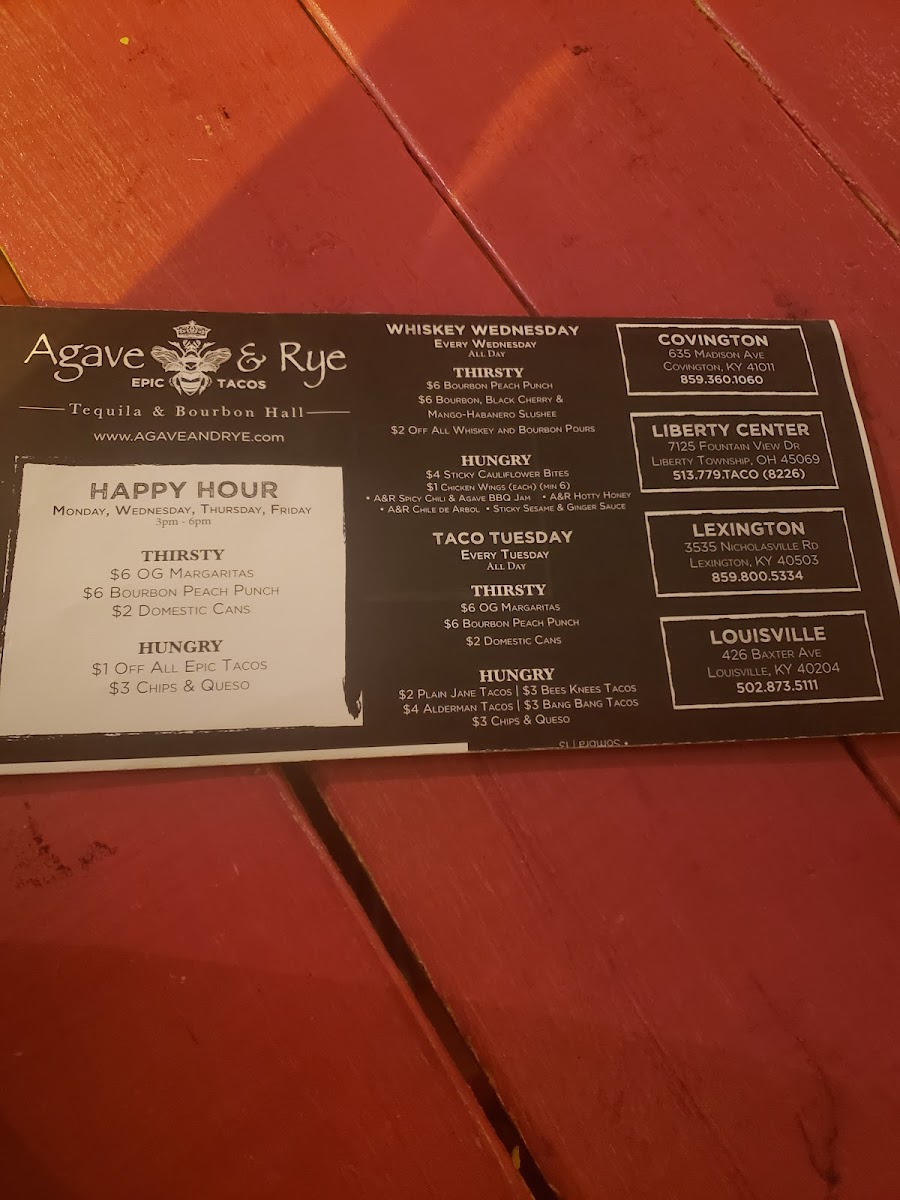 Agave & Rye
EPIC TACOS
Tequila & Bourbon Hall
www.AGAVEANDRYE.com
HAPPY HOUR
Monday, Wednesday, Thursday, Friday
3pm - 6pm
THIRSTY
$6 OG Margaritas
$6 Bourbon Peach Punch
$2 Domestic Cans
HUNGRY
$1 Off All Epic Tacos
$3 Chips & Queso
WHISKEY WEDNESDAY
Every Wednesday
All Day
THIRSTY
$6 Bourbon Peach Punch
$6 Bourbon, Black Cherry &
Mango-Habanero Slushee
$2 Off All Whiskey and Bourbon Pours
HUNGRY
$4 Sticky Cauliflower Bites
$1 Chicken Wings (each) (min 6)
• A&R Spicy Chili & Agave BBQ Jam • A&R Hotty Honey
• A&R Chile de Arbol • Sticky Sesame & Ginger Sauce
TACO TUESDAY
Every Tuesday
All Day
THIRSTY
$6 OG Margaritas
$6 Bourbon Peach Punch
$2 Domestic Cans
HUNGRY
$2 Plain Jane Tacos | $3 Bees Knees Tacos
$4 Alderman Tacos | $3 Bang Bang Tacos
$3 Chips & Queso
• Sombra | 13
COVINGTON
635 Madison Ave
Covington, KY 41011
859.360.1060
LIBERTY CENTER
7125 Fountain View Dr
Liberty Township, OH 45069
513.779.TACO (8226)
LEXINGTON
3535 Nicholasville Rd
Lexington, KY 40503
859.800.5334
LOUISVILLE
426 Baxter Ave
Louisville, KY 40204
502.873.5111